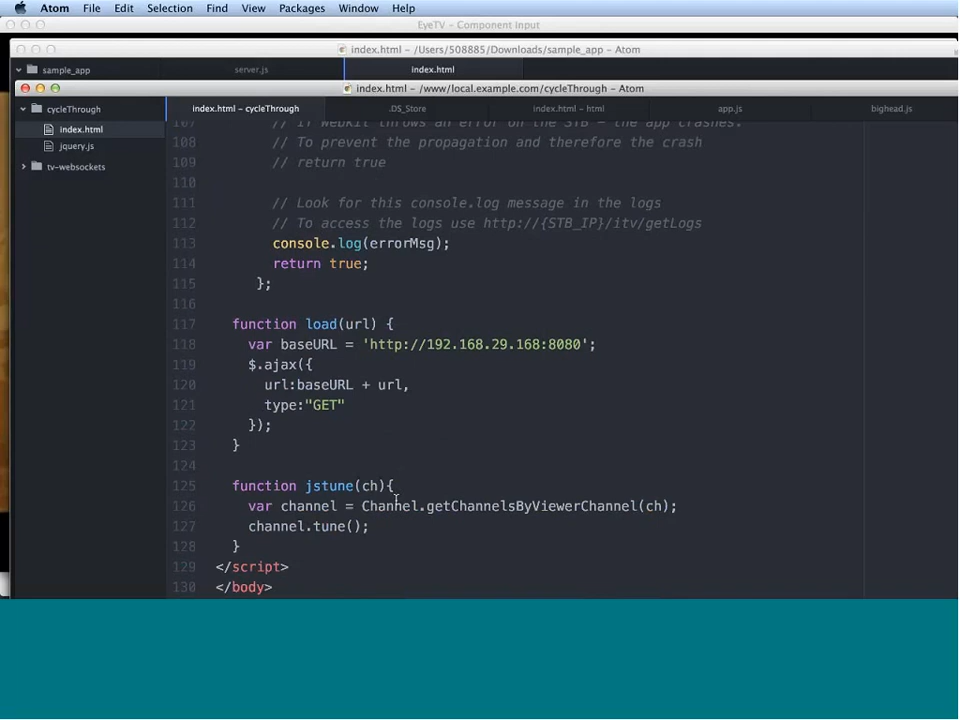 Atom File Edit Selection Find View Packages Window Help
EyeTV - Component Input
index.html - /Users/508885/Downloads/sample_app - Atom
sample_app server.js index.html
index.html - /www/local.example.com/cycleThrough - Atom
cycleThrough index.html - cycleThrough .DS_Store index.html - html app.js bighead.js
index.html
jquery.js
tv-websockets
107 // If webkit throws an error on the STB - the app crashes.
108 // To prevent the propagation and therefore the crash
109 // return true
110
111 // Look for this console.log message in the logs
112 // To access the logs use http://{STB_IP}/itv/getLogs
113 console.log(errorMsg);
114 return true;
115 };
116
117 function load(url) {
118 var baseURL = 'http://192.168.29.168:8080';
119 $.ajax({
120 url:baseURL + url,
121 type:"GET"
122 });
123 }
124
125 function jstune(ch){
126 var channel = Channel.getChannelsByViewerChannel(ch);
127 channel.tune();
128 }
129 </script>
130 </body>